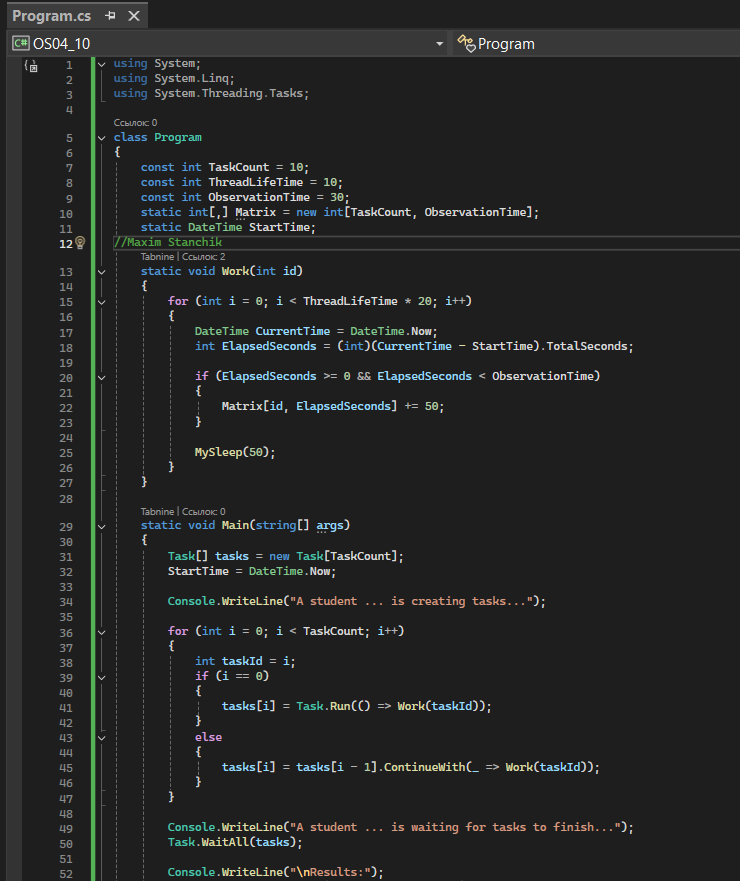 Program.cs
C# OS04_10
Program
1 using System;
2 using System.Linq;
3 using System.Threading.Tasks;
4
Ссылок: 0
5 class Program
6 {
7 const int TaskCount = 10;
8 const int ThreadLifeTime = 10;
9 const int ObservationTime = 30;
10 static int[,] Matrix = new int[TaskCount, ObservationTime];
11 static DateTime StartTime;
12 //Maxim Stanchik
Tabnine | Ссылок: 2
13 static void Work(int id)
14 {
15 for (int i = 0; i < ThreadLifeTime * 20; i++)
16 {
17 DateTime CurrentTime = DateTime.Now;
18 int ElapsedSeconds = (int)(CurrentTime - StartTime).TotalSeconds;
19
20 if (ElapsedSeconds >= 0 && ElapsedSeconds < ObservationTime)
21 {
22 Matrix[id, ElapsedSeconds] += 50;
23 }
24
25 MySleep(50);
26 }
27 }
28
Tabnine | Ссылок: 0
29 static void Main(string[] args)
30 {
31 Task[] tasks = new Task[TaskCount];
32 StartTime = DateTime.Now;
33
34 Console.WriteLine("A student ... is creating tasks...");
35
36 for (int i = 0; i < TaskCount; i++)
37 {
38 int taskId = i;
39 if (i == 0)
40 {
41 tasks[i] = Task.Run(() => Work(taskId));
42 }
43 else
44 {
45 tasks[i] = tasks[i - 1].ContinueWith(_ => Work(taskId));
46 }
47 }
48
49 Console.WriteLine("A student ... is waiting for tasks to finish...");
50 Task.WaitAll(tasks);
51
52 Console.WriteLine("\nResults:");